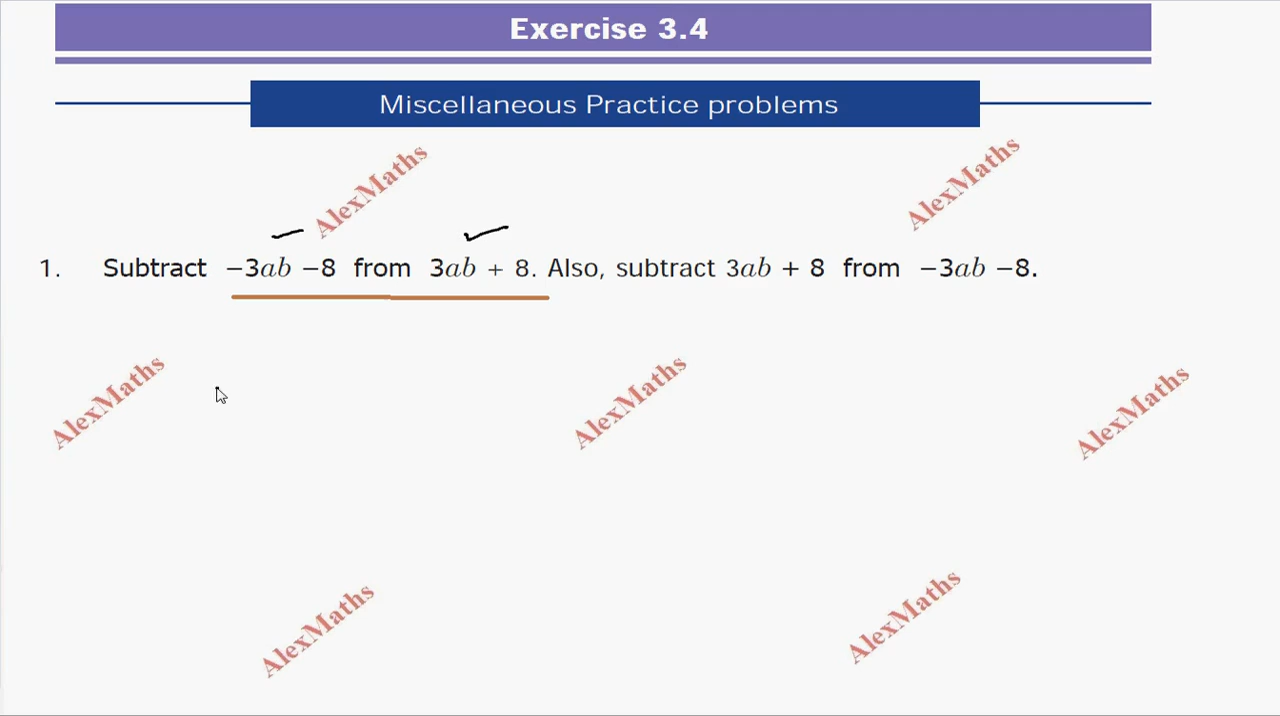 Exercise 3.4
Miscellaneous Practice problems
AlexMaths
AlexMaths
1. Subtract −3ab −8 from 3ab + 8. Also, subtract 3ab + 8 from −3ab −8.
AlexMaths
AlexMaths
AlexMaths
AlexMaths
AlexMaths